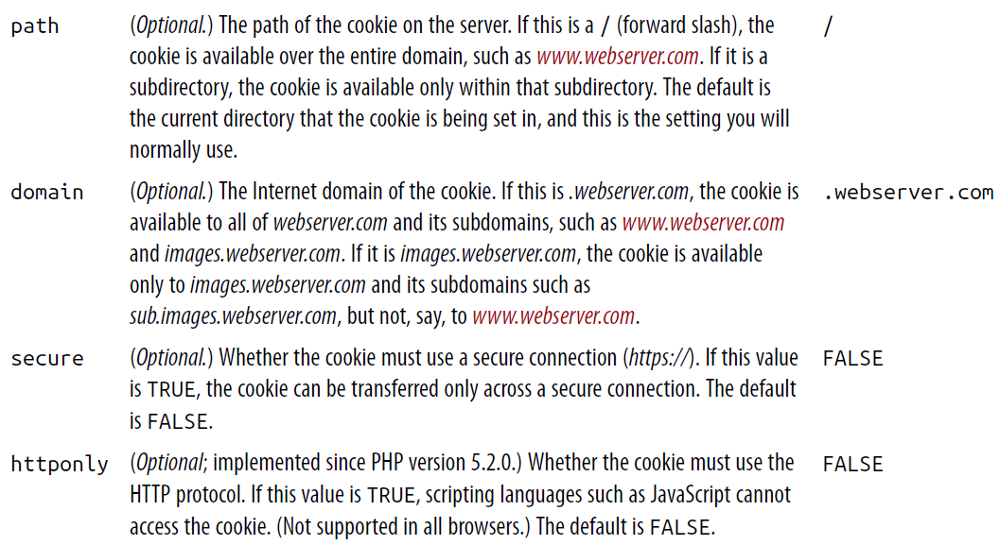 path (Optional.) The path of the cookie on the server. If this is a / (forward slash), the /
cookie is available over the entire domain, such as www.webserver.com. If it is a
subdirectory, the cookie is available only within that subdirectory. The default is
the current directory that the cookie is being set in, and this is the setting you will
normally use.
domain (Optional.) The Internet domain of the cookie. If this is .webserver.com, the cookie is .webserver.com
available to all of webserver.com and its subdomains, such as www.webserver.com
and images.webserver.com. If it is images.webserver.com, the cookie is available
only to images.webserver.com and its subdomains such as
sub.images.webserver.com, but not, say, to www.webserver.com.
secure (Optional.) Whether the cookie must use a secure connection (https://). If this value FALSE
is TRUE, the cookie can be transferred only across a secure connection. The default
is FALSE.
httponly (Optional; implemented since PHP version 5.2.0.) Whether the cookie must use the FALSE
HTTP protocol. If this value is TRUE, scripting languages such as JavaScript cannot
access the cookie. (Not supported in all browsers.) The default is FALSE.